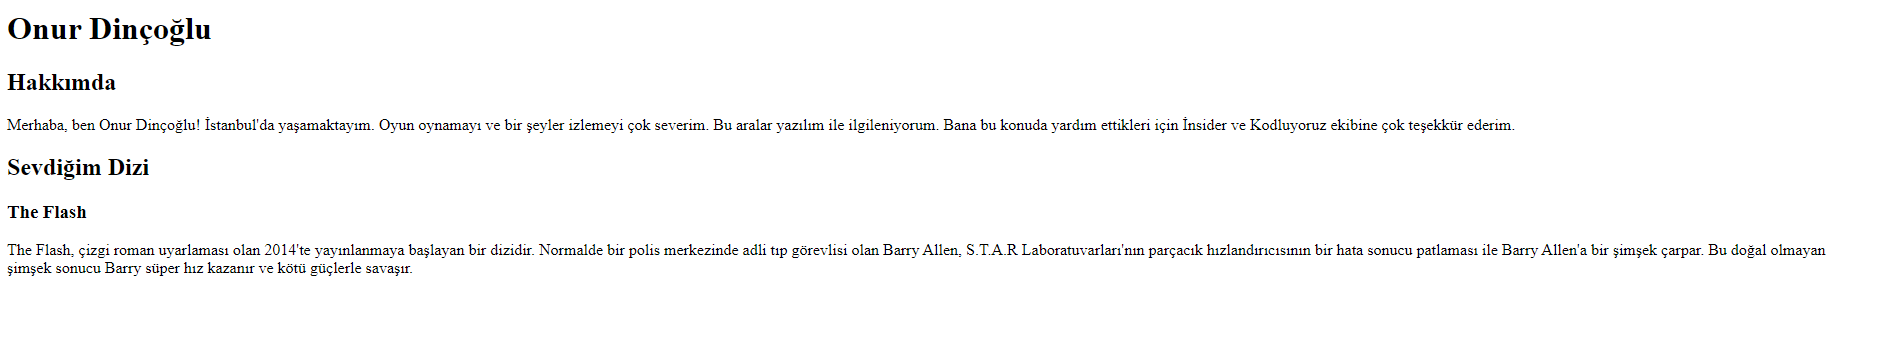 Onur Dinçoğlu
Hakkımda
Merhaba, ben Onur Dinçoğlu! İstanbul'da yaşamaktayım. Oyun oynamayı ve bir şeyler izlemeyi çok severim. Bu aralar yazılım ile ilgileniyorum. Bana bu konuda yardım ettikleri için İnsider ve Kodluyoruz ekibine çok teşekkür ederim.
Sevdiğim Dizi
The Flash
The Flash, çizgi roman uyarlaması olan 2014'te yayınlanmaya başlayan bir dizidir. Normalde bir polis merkezinde adli tıp görevlisi olan Barry Allen, S.T.A.R Laboratuvarları'nın parçacık hızlandırıcısının bir hata sonucu patlaması ile Barry Allen'a bir şimşek çarpar. Bu doğal olmayan
şimşek sonucu Barry süper hız kazanır ve kötü güçlerle savaşır.